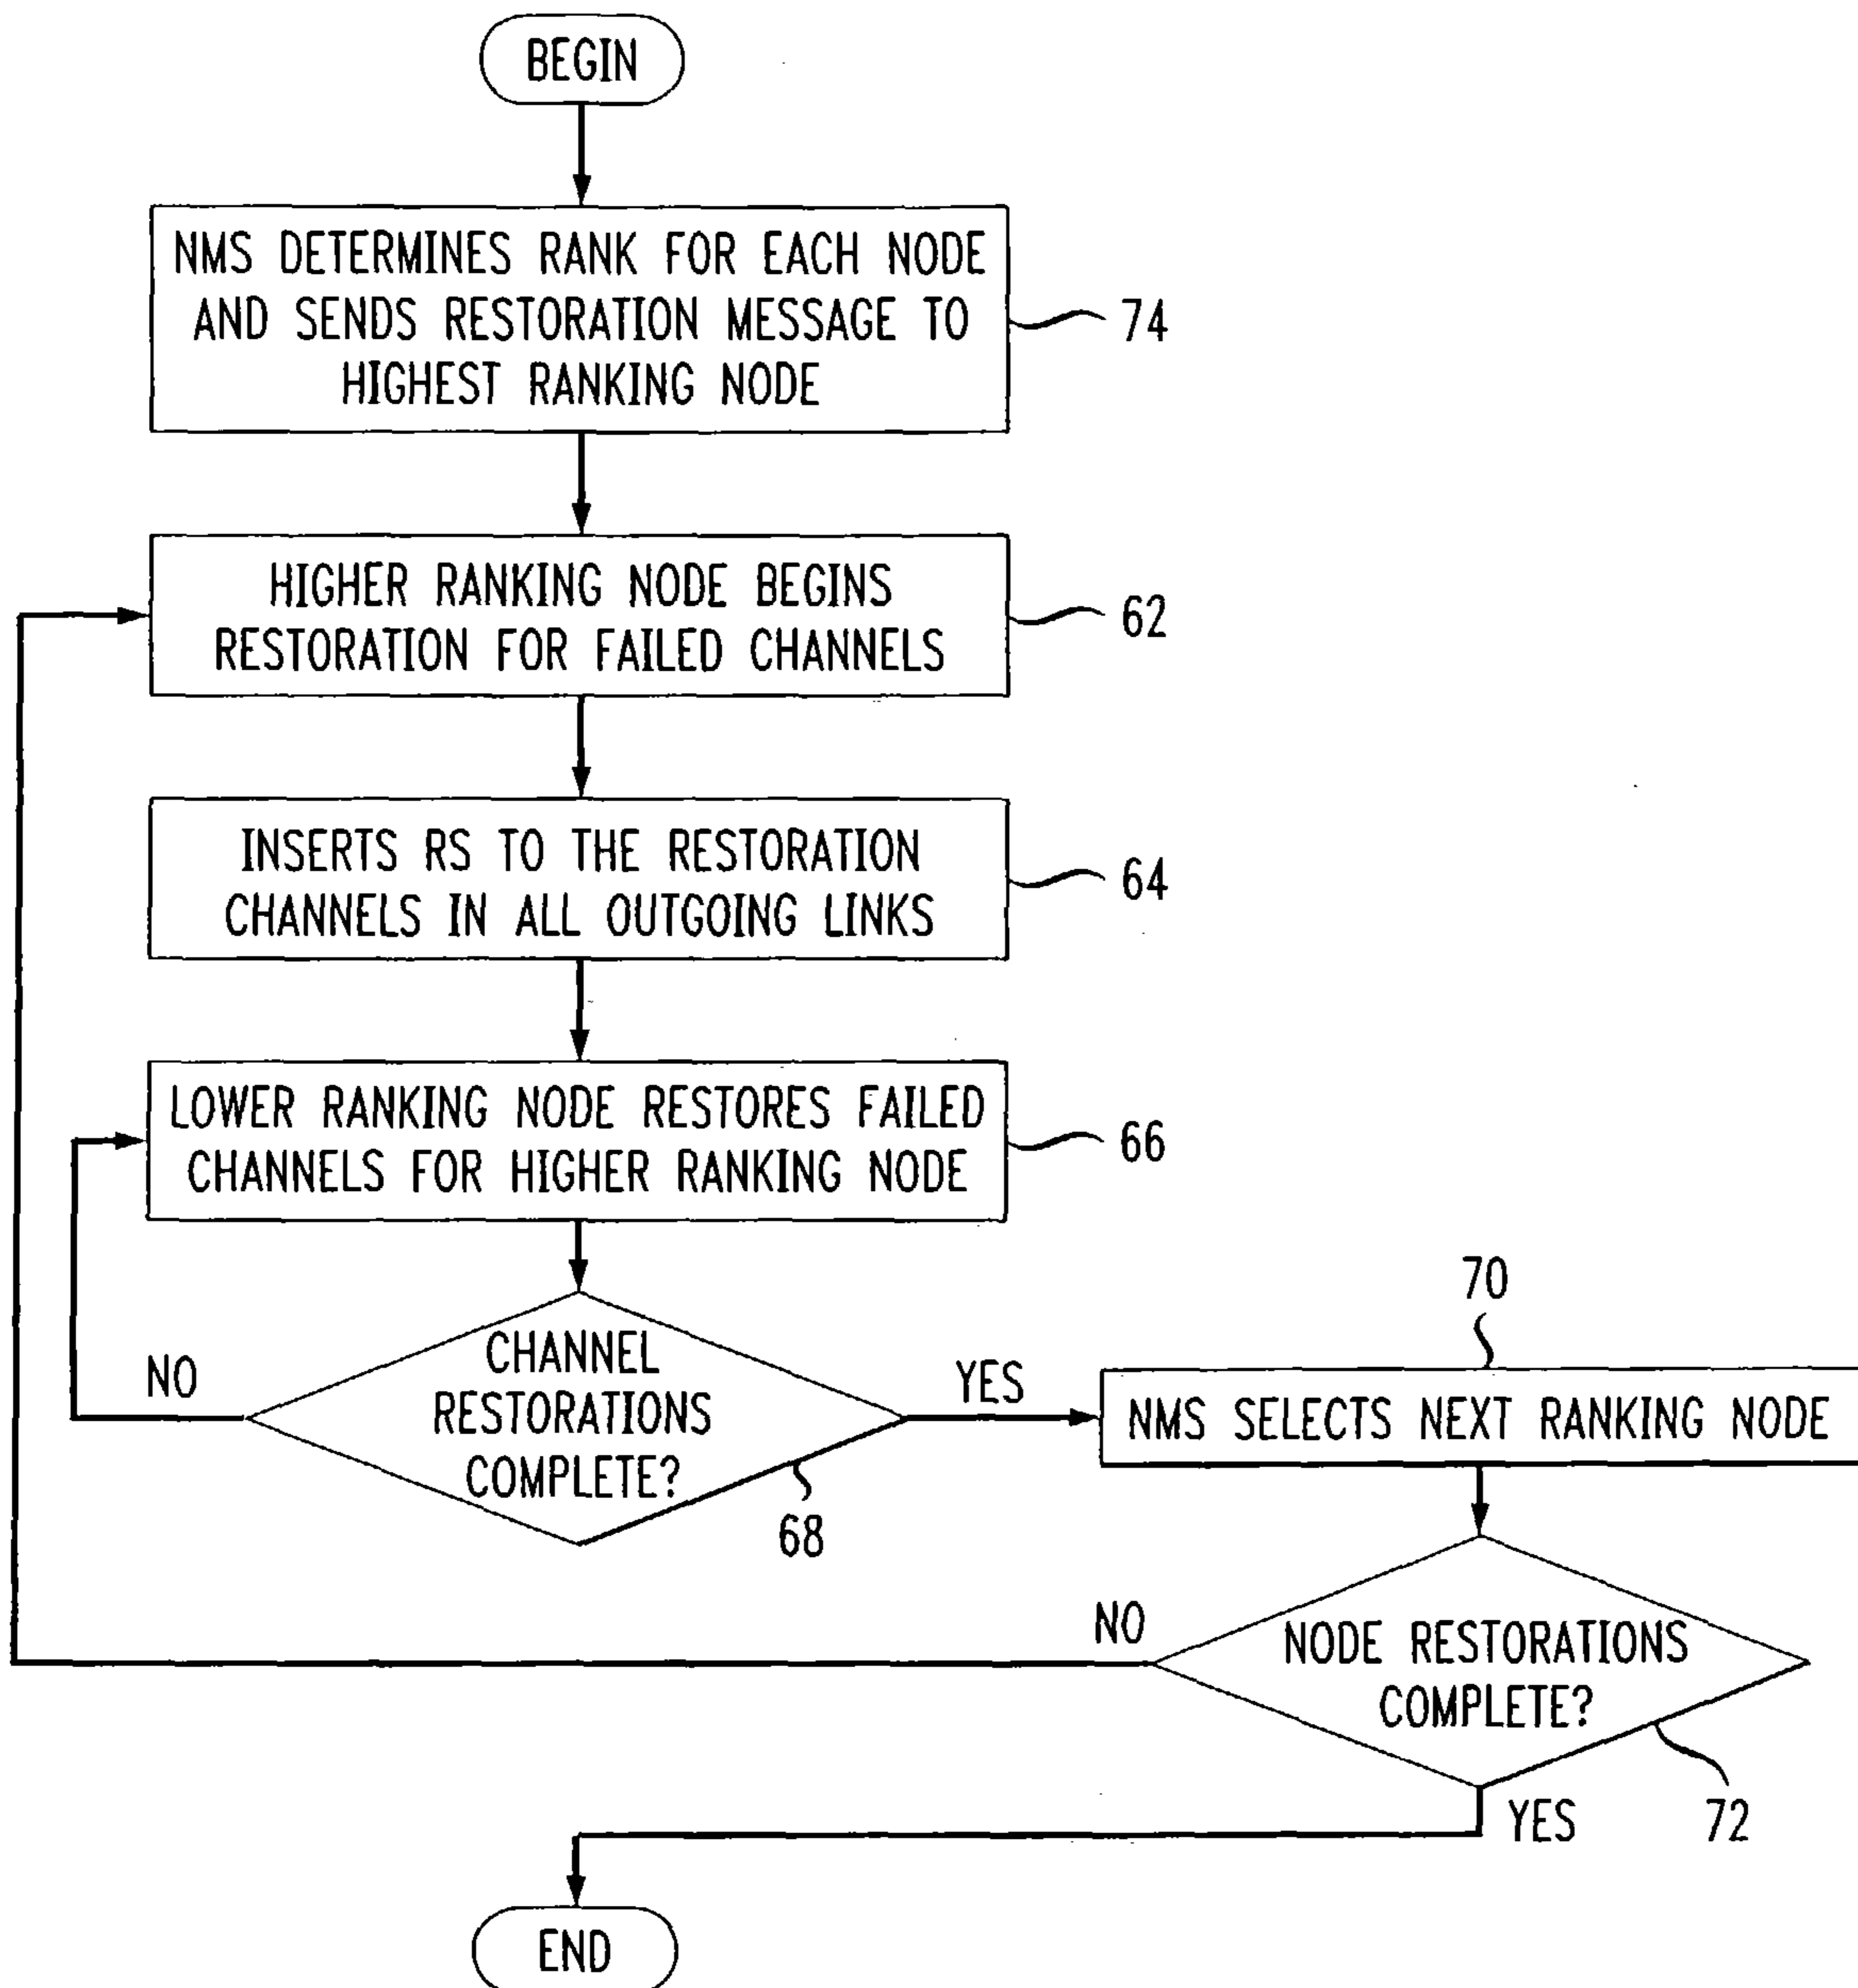 BEGIN
NMS DETERMINES RANK FOR EACH NODE
AND SENDS RESTORATION MESSAGE TO
HIGHEST RANKING NODE
74
HIGHER RANKING NODE BEGINS
RESTORATION FOR FAILED CHANNELS
62
INSERTS RS TO THE RESTORATION
CHANNELS IN ALL OUTGOING LINKS
64
LOWER RANKING NODE RESTORES FAILED
CHANNELS FOR HIGHER RANKING NODE
66
CHANNEL
RESTORATIONS
COMPLETE?
NO
YES
68
70
NMS SELECTS NEXT RANKING NODE
NO
NODE RESTORATIONS
COMPLETE?
YES
72
END